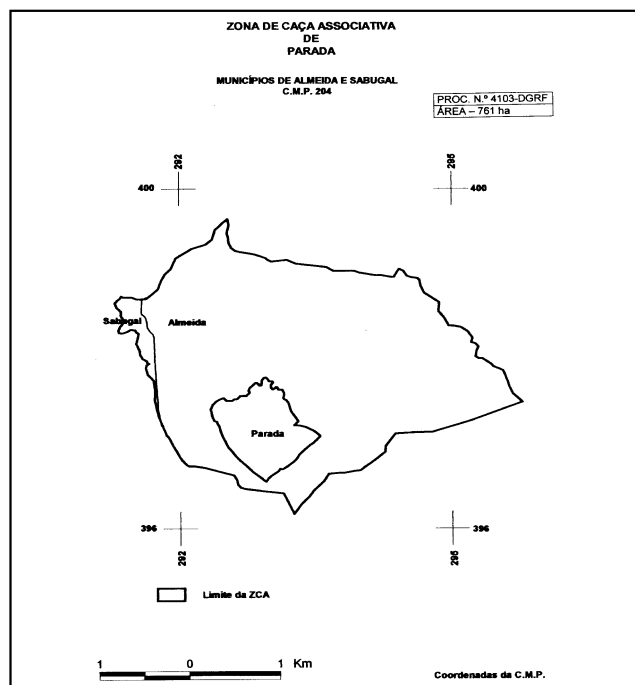 ZONA DE CAÇA ASSOCIATIVA
DE
PARADA
MUNICÍPIOS DE ALMEIDA E SABUGAL
C.M.P. 204
PROC. N.º 4103-DGRF
ÁREA – 761 ha
292
295
400
400
Sabugal
Almeida
Parada
396
396
292
295
Limite da ZCA
1 0 1 Km
Coordenadas da C.M.P.